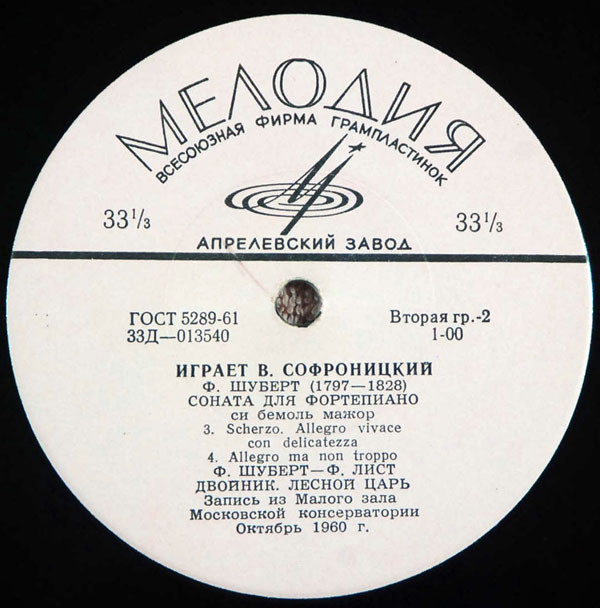 МЕЛОДИЯ
ВСЕСОЮЗНАЯ ФИРМА ГРАМПЛАСТИНОК
33⅓ 33⅓
АПРЕЛЕВСКИЙ ЗАВОД
ГОСТ 5289-61 Вторая гр.-2
33Д—013540 1-00
ИГРАЕТ В. СОФРОНИЦКИЙ
Ф. ШУБЕРТ (1797—1828)
СОНАТА ДЛЯ ФОРТЕПИАНО
си бемоль мажор
3. Scherzo. Allegro vivace
con delicatezza
4. Allegro ma non troppo
Ф. ШУБЕРТ—Ф. ЛИСТ
ДВОЙНИК. ЛЕСНОЙ ЦАРЬ
Запись из Малого зала
Московской консерватории
Октябрь 1960 г.